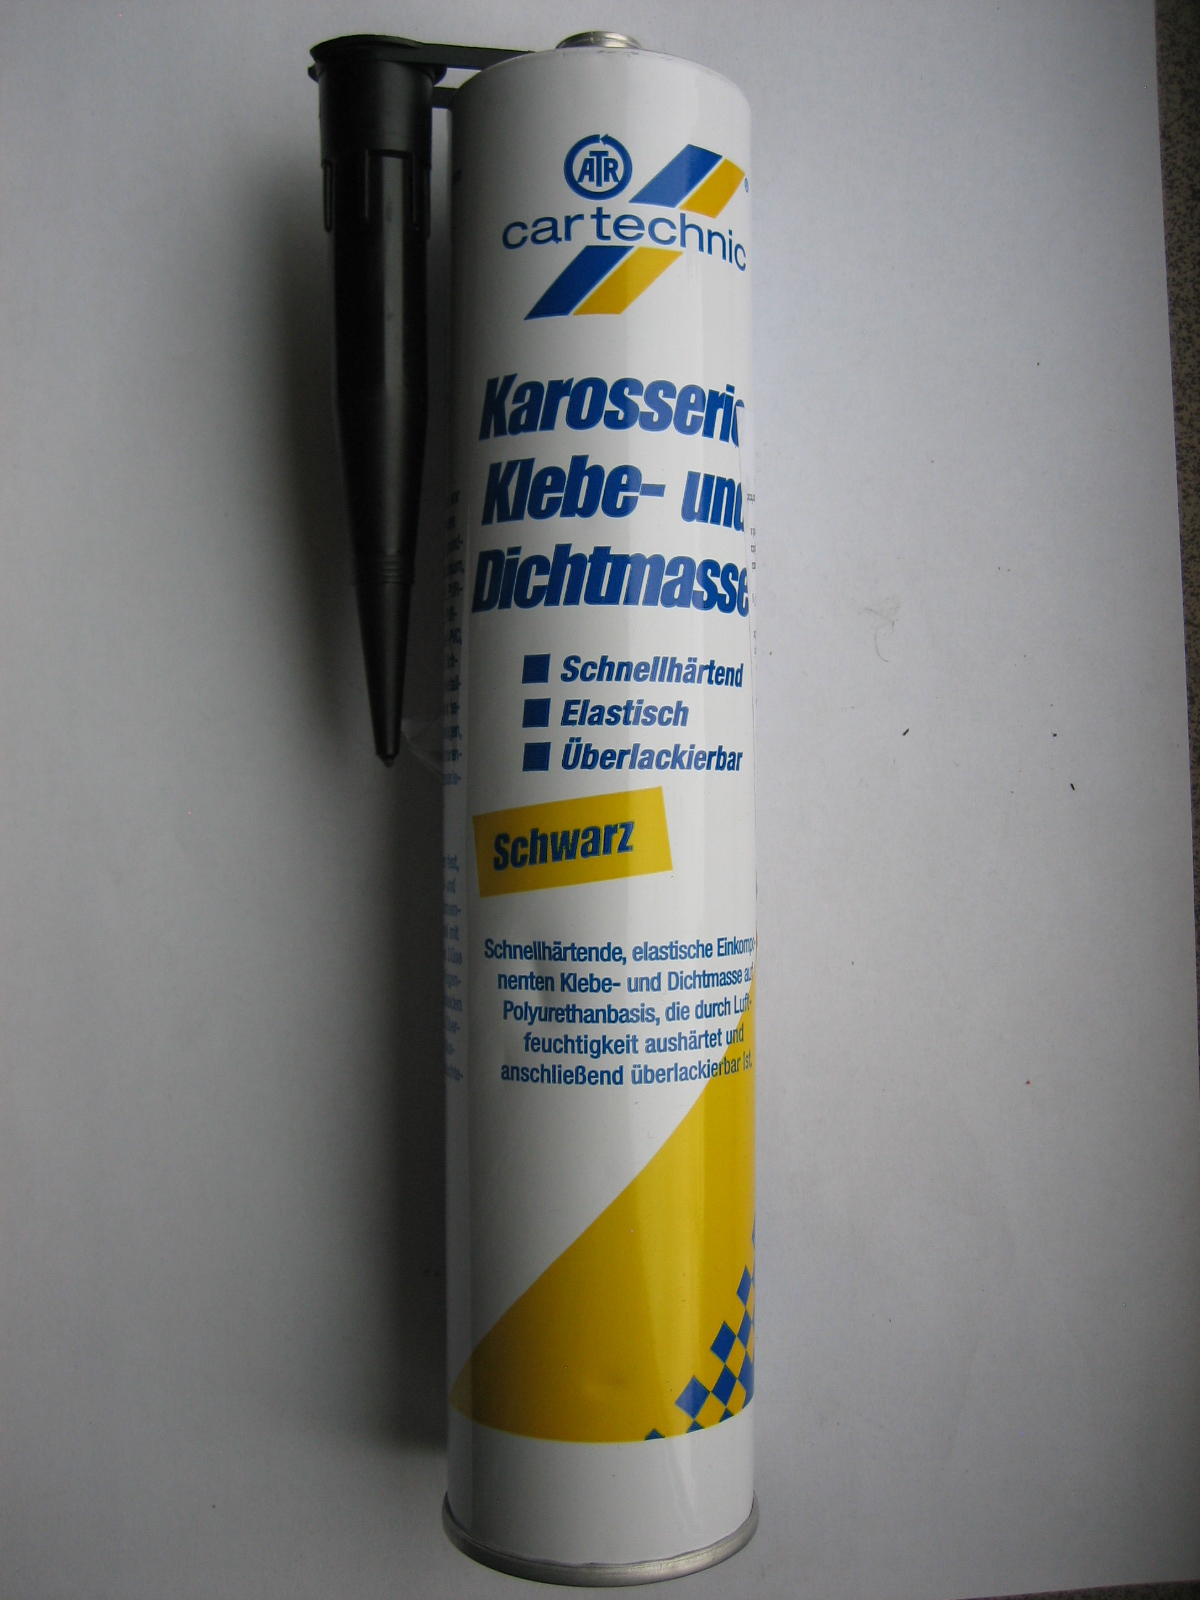 ATR
cartechnic
Karosserie
Klebe- und
Dichtmasse
Schnellhärtend
Elastisch
Überlackierbar
Schwarz
Schnellhärtende, elastische Einkompo-
nenten Klebe- und Dichtmasse auf
Polyurethanbasis, die durch Luft-
feuchtigkeit aushärtet und
anschließend überlackierbar ist.